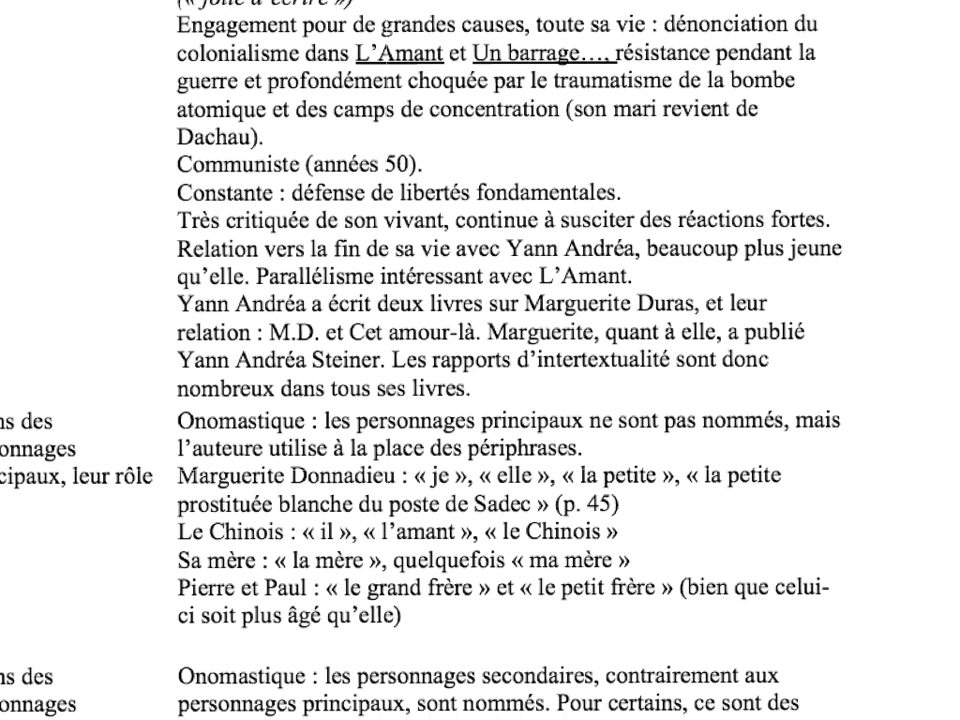 Engagement pour de grandes causes, toute sa vie : dénonciation du
colonialisme dans L’Amant et Un barrage…, résistance pendant la
guerre et profondément choquée par le traumatisme de la bombe
atomique et des camps de concentration (son mari revient de
Dachau).
Communiste (années 50).
Constante : défense de libertés fondamentales.
Très critiquée de son vivant, continue à susciter des réactions fortes.
Relation vers la fin de sa vie avec Yann Andréa, beaucoup plus jeune
qu’elle. Parallélisme intéressant avec L’Amant.
Yann Andréa a écrit deux livres sur Marguerite Duras, et leur
relation : M.D. et Cet amour-là. Marguerite, quant à elle, a publié
Yann Andréa Steiner. Les rapports d’intertextualité sont donc
nombreux dans tous ses livres.
ns des
onnages
cipaux, leur rôle
Onomastique : les personnages principaux ne sont pas nommés, mais
l’auteure utilise à la place des périphrases.
Marguerite Donnadieu : « je », « elle », « la petite », « la petite
prostituée blanche du poste de Sadec » (p. 45)
Le Chinois : « il », « l’amant », « le Chinois »
Sa mère : « la mère », quelquefois « ma mère »
Pierre et Paul : « le grand frère » et « le petit frère » (bien que celui-
ci soit plus âgé qu’elle)
ns des
onnages
Onomastique : les personnages secondaires, contrairement aux
personnages principaux, sont nommés. Pour certains, ce sont des